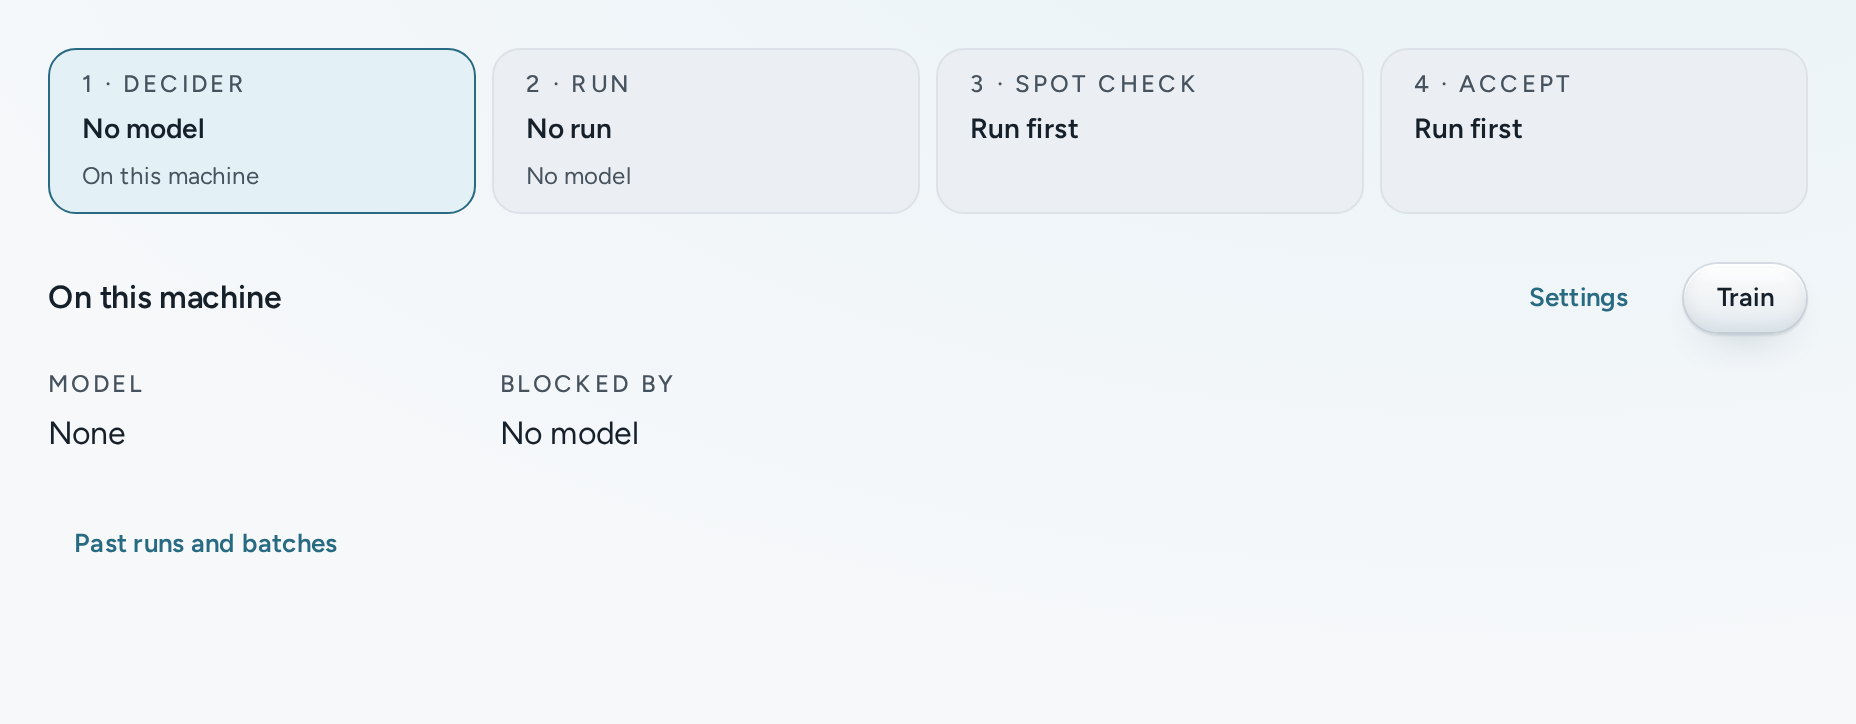 1 · DECIDER
No model
On this machine
2 · RUN
No run
No model
3 · SPOT CHECK
Run first
4 · ACCEPT
Run first
On this machine
Settings
Train
MODEL
None
BLOCKED BY
No model
Past runs and batches